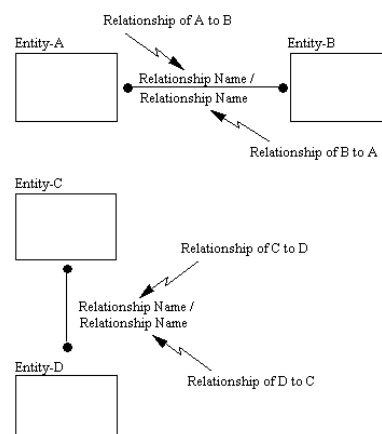 Relationship of A to B
Entity-A
Entity-B
Relationship Name /
Relationship Name
Relationship of B to A
Entity-C
Relationship of C to D
Relationship Name /
Relationship Name
Entity-D
Relationship of D to C